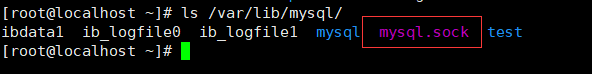 [root@localhost ~]# ls /var/lib/mysql/
ibdata1  ib_logfile0  ib_logfile1  mysql  mysql.sock  test
[root@localhost ~]#